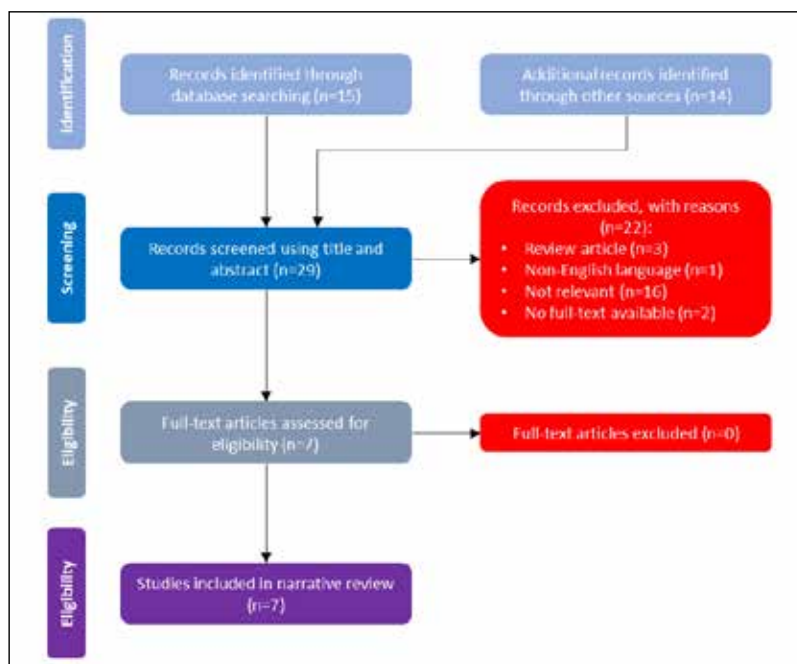 Identification
Records identified through
database searching (n=15)
Additional records identified
through other sources (n=14)
Screening
Records screened using title and
abstract (n=29)
Records excluded, with reasons
(n=22):
• Review article (n=3)
• Non-English language (n=1)
• Not relevant (n=16)
• No full-text available (n=2)
Eligibility
Full-text articles assessed for
eligibility (n=7)
Full-text articles excluded (n=0)
Eligibility
Studies included in narrative review
(n=7)